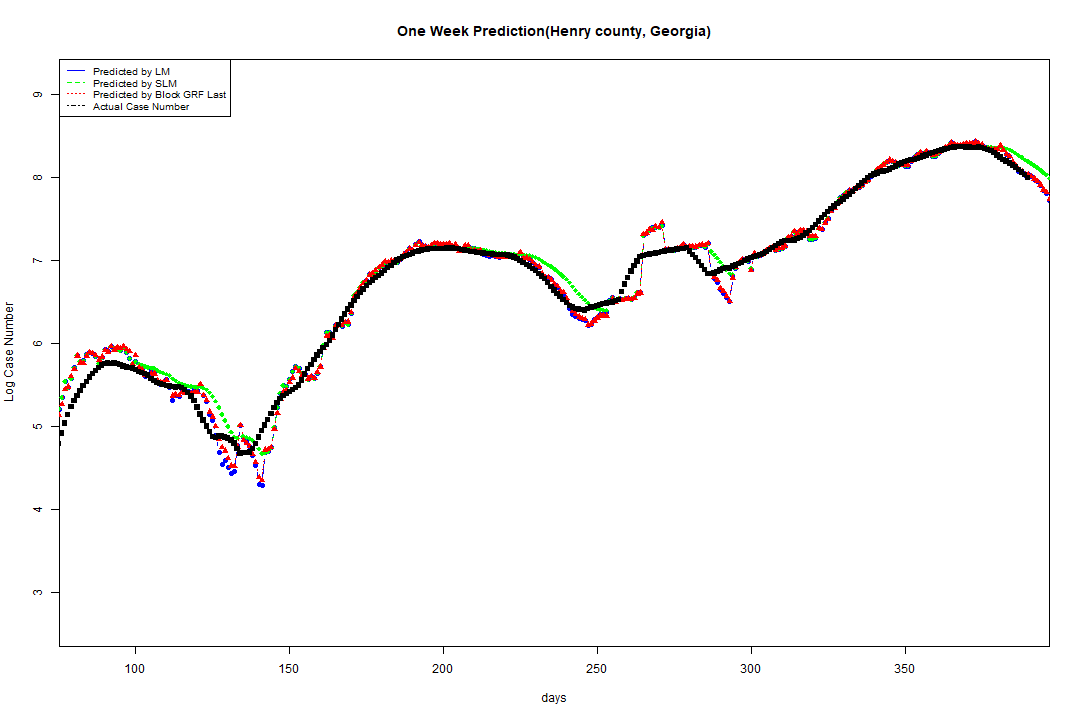 One Week Prediction(Henry county, Georgia)
Predicted by LM
Predicted by SLM
Predicted by Block GRF Last
Actual Case Number
9
8
7
6
5
4
3
Log Case Number
100 150 200 250 300 350
days